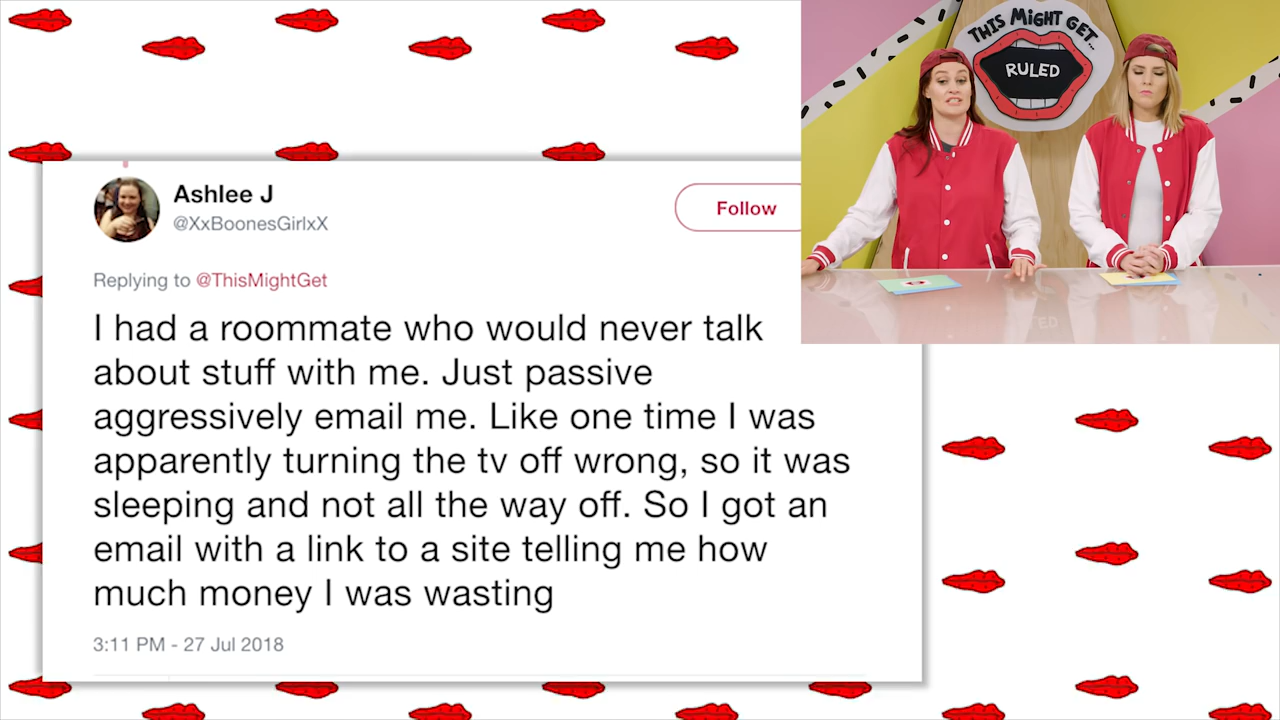 THIS MiGHT GET...
RULED
Ashlee J
@XxBoonesGirlxX
Follow
Replying to @ThisMightGet
I had a roommate who would never talk
about stuff with me. Just passive
aggressively email me. Like one time I was
apparently turning the tv off wrong, so it was
sleeping and not all the way off. So I got an
email with a link to a site telling me how
much money I was wasting
3:11 PM - 27 Jul 2018